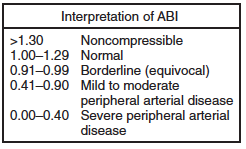 Interpretation of ABI
>1.30 Noncompressible
1.00–1.29 Normal
0.91–0.99 Borderline (equivocal)
0.41–0.90 Mild to moderate
peripheral arterial disease
0.00–0.40 Severe peripheral arterial
disease